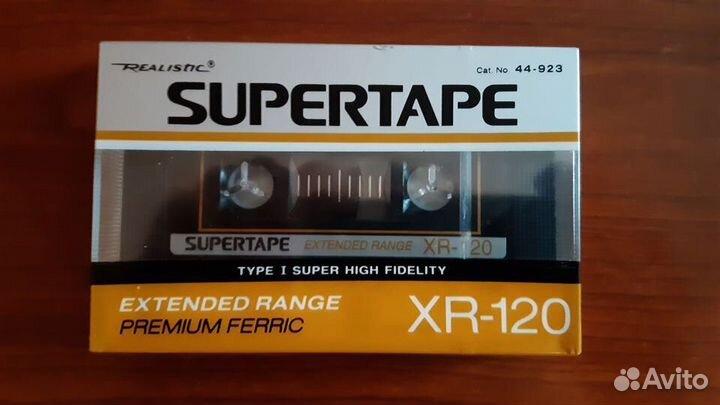 REALISTIC®
Cat. No. 44-923
SUPERTAPE
SUPERTAPE EXTENDED RANGE XR-120
TYPE I SUPER HIGH FIDELITY
EXTENDED RANGE
PREMIUM FERRIC
XR-120
Avito